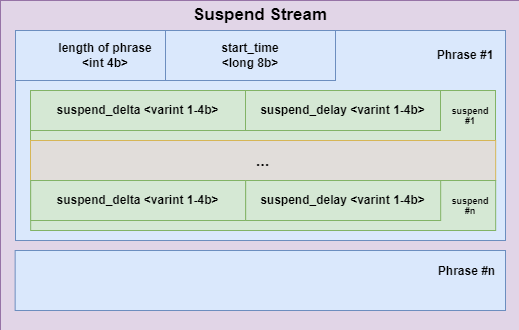 Suspend Stream
length of phrase
<int 4b>
start_time
<long 8b>
Phrase #1
suspend_delta <varint 1-4b>
suspend_delay <varint 1-4b>
suspend
#1
...
suspend_delta <varint 1-4b>
suspend_delay <varint 1-4b>
suspend
#n
Phrase #n